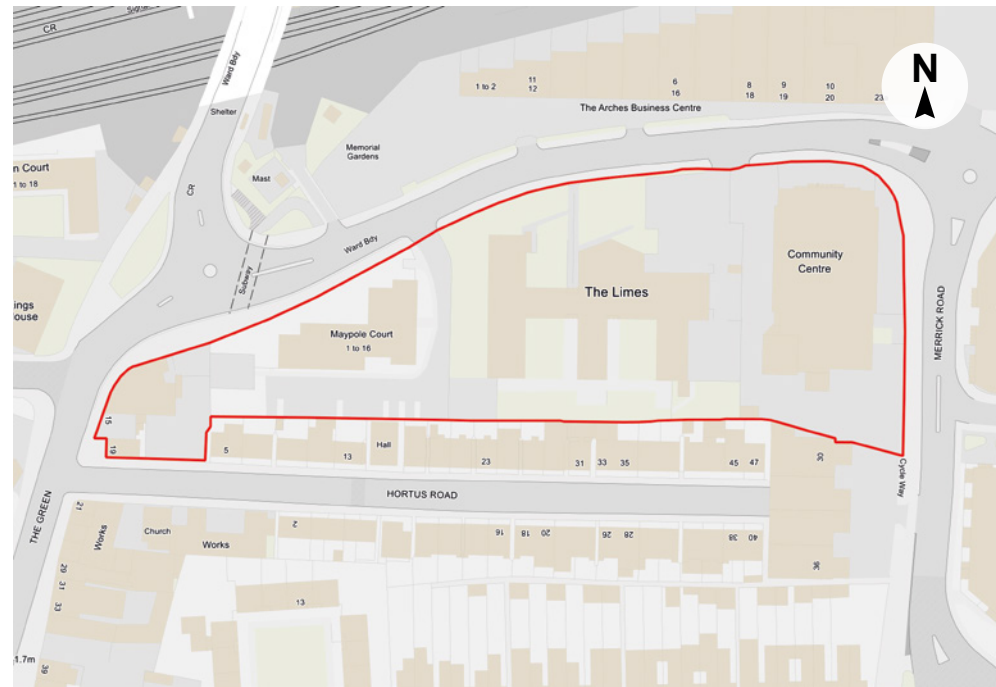 CR
Ward Bdy
Shelter
Mast
Memorial
Gardens
1 to 2
11
12
6
16
8
18
9
19
10
20
23
The Arches Business Centre
N
n Court
1 to 18
CR
Ward Bdy
Subway
ings
ouse
Maypole Court
1 to 16
The Limes
Community
Centre
MERRICK ROAD
15
19
5
13
Hall
23
31
33
35
45
47
30
Cycle Way
HORTUS ROAD
THE GREEN
21
Works
Church
Works
29
31
33
39
2
16
18
20
26
28
38
40
36
13
1.7m